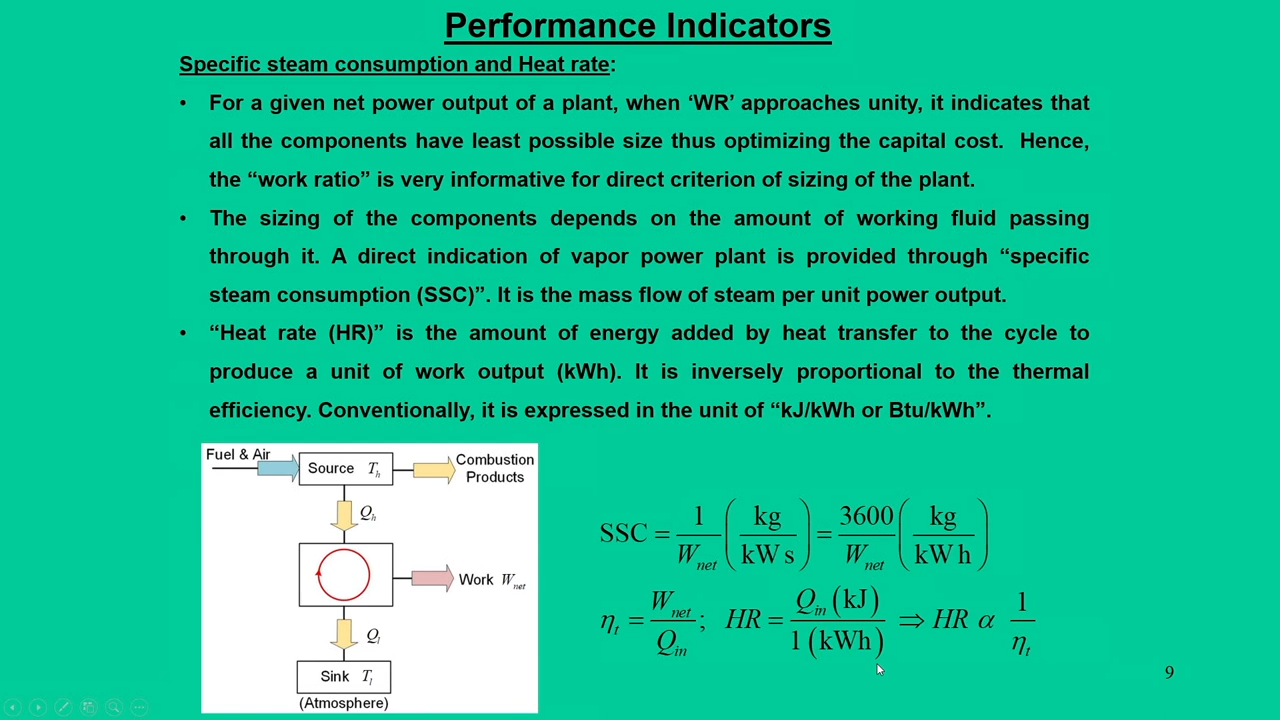 Performance Indicators
Specific steam consumption and Heat rate:
• For a given net power output of a plant, when ‘WR’ approaches unity, it indicates that
all the components have least possible size thus optimizing the capital cost. Hence,
the “work ratio” is very informative for direct criterion of sizing of the plant.
• The sizing of the components depends on the amount of working fluid passing
through it. A direct indication of vapor power plant is provided through “specific
steam consumption (SSC)”. It is the mass flow of steam per unit power output.
• “Heat rate (HR)” is the amount of energy added by heat transfer to the cycle to
produce a unit of work output (kWh). It is inversely proportional to the thermal
efficiency. Conventionally, it is expressed in the unit of “kJ/kWh or Btu/kWh”.
Fuel & Air
Source T_h
Combustion
Products
Q_h
Work W_net
Q_l
Sink T_l
(Atmosphere)
SSC = 1/W_net (kg/kW s) = 3600/W_net (kg/kW h)
η_t = W_net/Q_in; HR = Q_in (kJ)/1 (kWh) ⇒ HR α 1/η_t
9